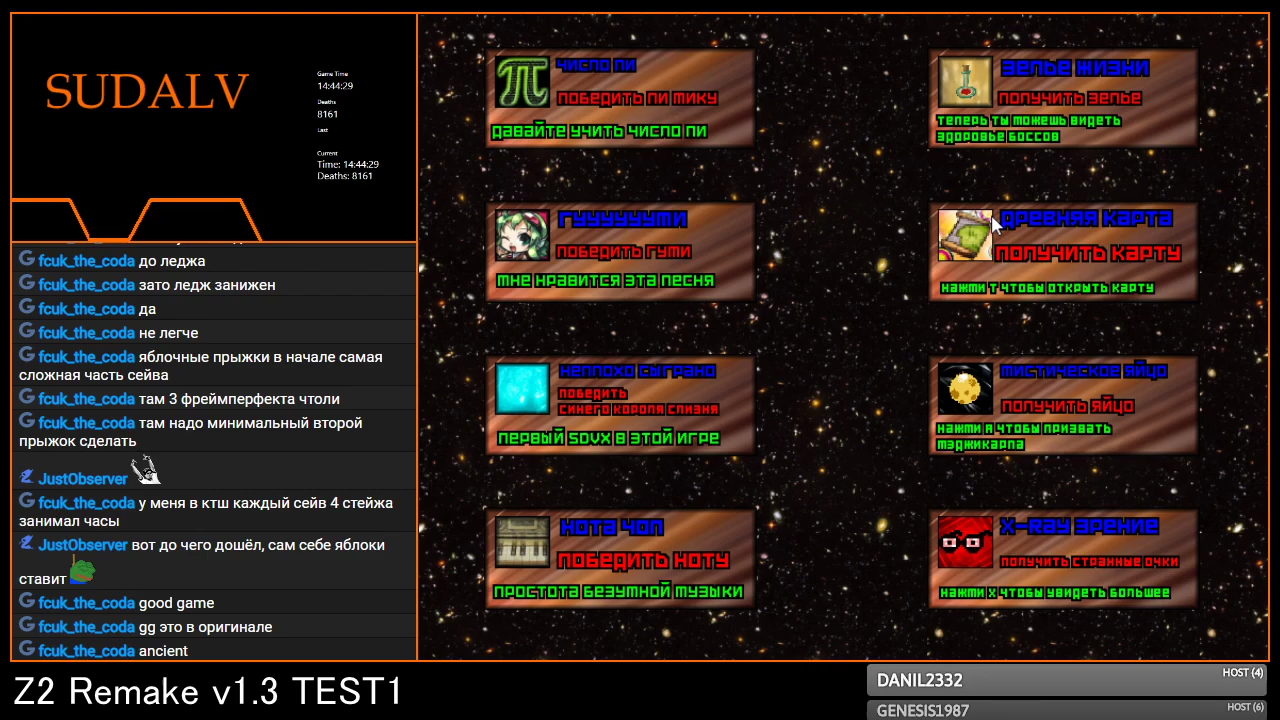 SUDALV
Game Time
14:44:29
Deaths
8161
Last
Current
Time: 14:44:29
Deaths: 8161
fcuk_the_coda до леджа
fcuk_the_coda зато ледж занижен
fcuk_the_coda да
fcuk_the_coda не легче
fcuk_the_coda яблочные прыжки в начале самая
сложная часть сейва
fcuk_the_coda там 3 фреймперфекта чтоли
fcuk_the_coda там надо минимальный второй
прыжок сделать
JustObserver
fcuk_the_coda у меня в ктш каждый сейв 4 стейжа
занимал часы
JustObserver вот до чего дошёл, сам себе яблоки
ставит
fcuk_the_coda good game
fcuk_the_coda gg это в оригинале
fcuk_the_coda ancient
число пи
победить пи мику
давайте учить число пи
гуууууми
победить гуми
мне нравится эта песня
неплохо сыграно
победить
синего короля слизня
первый SDVX в этой игре
нота чоп
победить ноту
простота безумной музыки
зелье жизни
получить зелье
теперь ты можешь видеть
здоровье боссов
древняя карта
получить карту
нажми т чтобы открыть карту
мистическое яйцо
получить яйцо
нажми я чтобы призвать
мэджикарпа
x-ray зрение
получить странные очки
нажми x чтобы увидеть большее
Z2 Remake v1.3 TEST1
DANIL2332
HOST (4)
GENESIS1987
HOST (6)